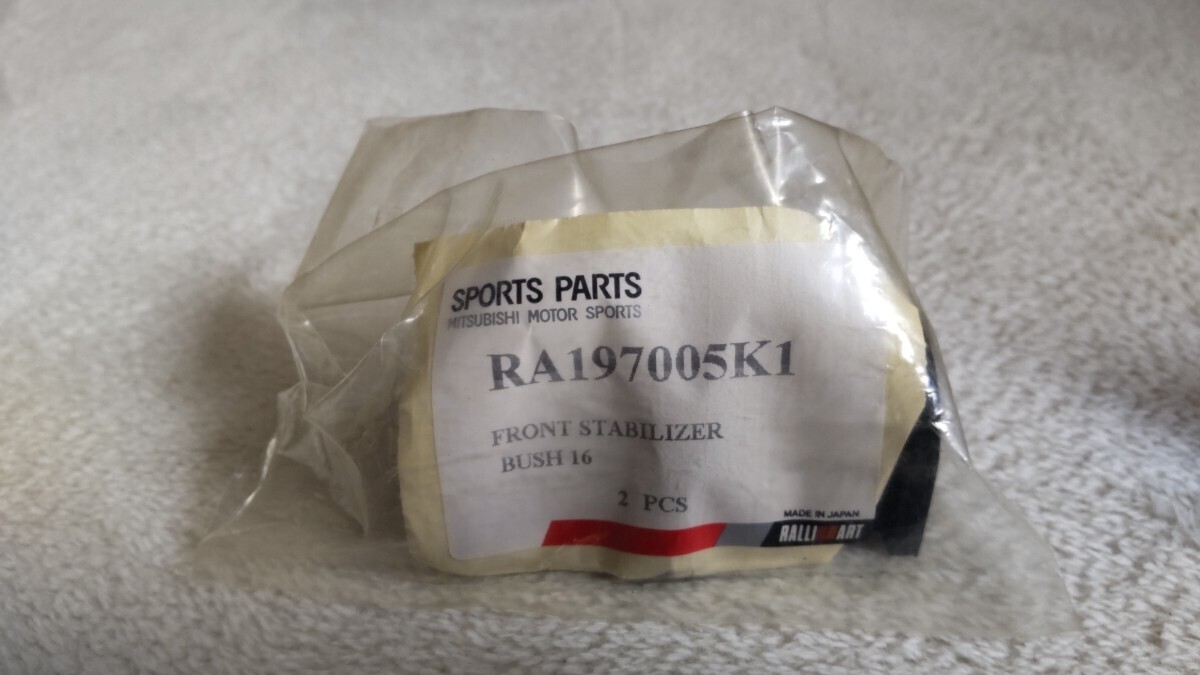 SPORTS PARTS
MITSUBISHI MOTOR SPORTS
RA197005K1
FRONT STABILIZER
BUSH 16
2 PCS
MADE IN JAPAN
RALLIART